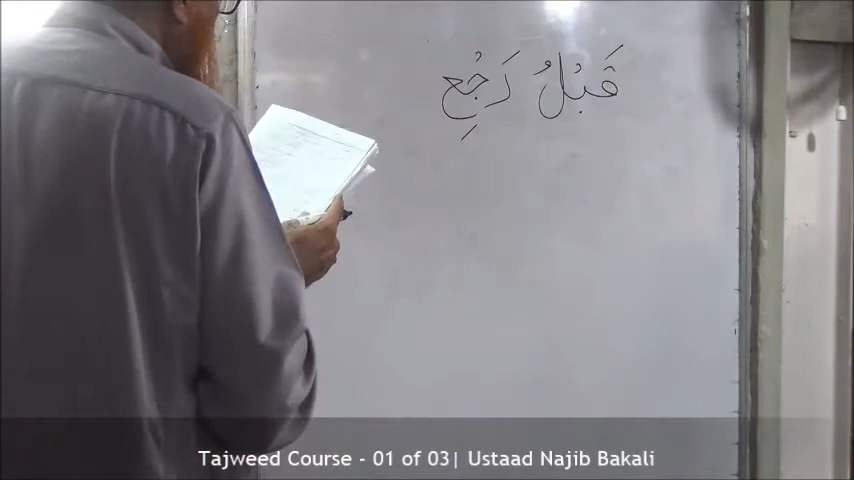 قَبْلُ رَجْعِ
Tajweed Course - 01 of 03| Ustaad Najib Bakali